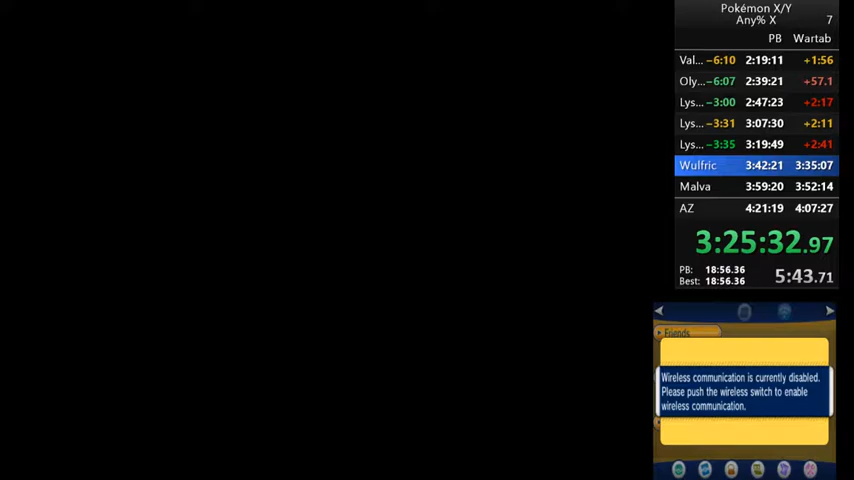 Pokémon X/Y
Any% X 7
PB Wartab
Val... −6:10 2:19:11 +1:56
Oly... −6:07 2:39:21 +57.1
Lys... −3:00 2:47:23 +2:17
Lys... −3:31 3:07:30 +2:11
Lys... −3:35 3:19:49 +2:41
Wulfric 3:42:21 3:35:07
Malva 3:59:20 3:52:14
AZ 4:21:19 4:07:27
3:25:32.97
PB: 18:56.36
Best: 18:56.36
5:43.71
Friends
Wireless communication is currently disabled.
Please push the wireless switch to enable
wireless communication.